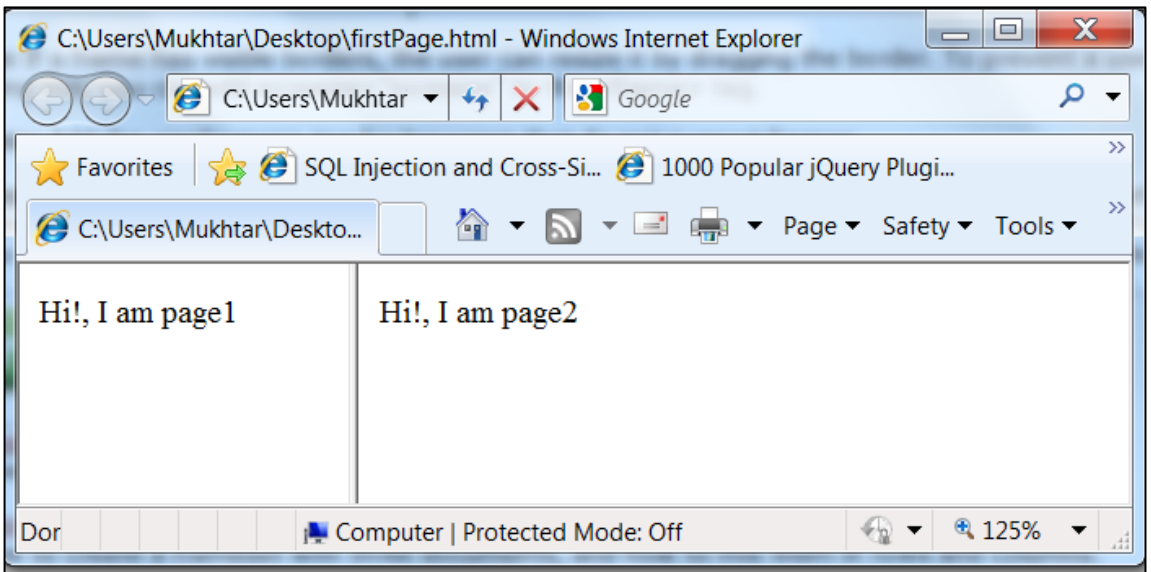 C:\Users\Mukhtar\Desktop\firstPage.html - Windows Internet Explorer
C:\Users\Mukhtar
Google
Favorites
SQL Injection and Cross-Si...
1000 Popular jQuery Plugi...
C:\Users\Mukhtar\Deskto...
Page
Safety
Tools
Hi!, I am page1
Hi!, I am page2
Dor
Computer | Protected Mode: Off
125%